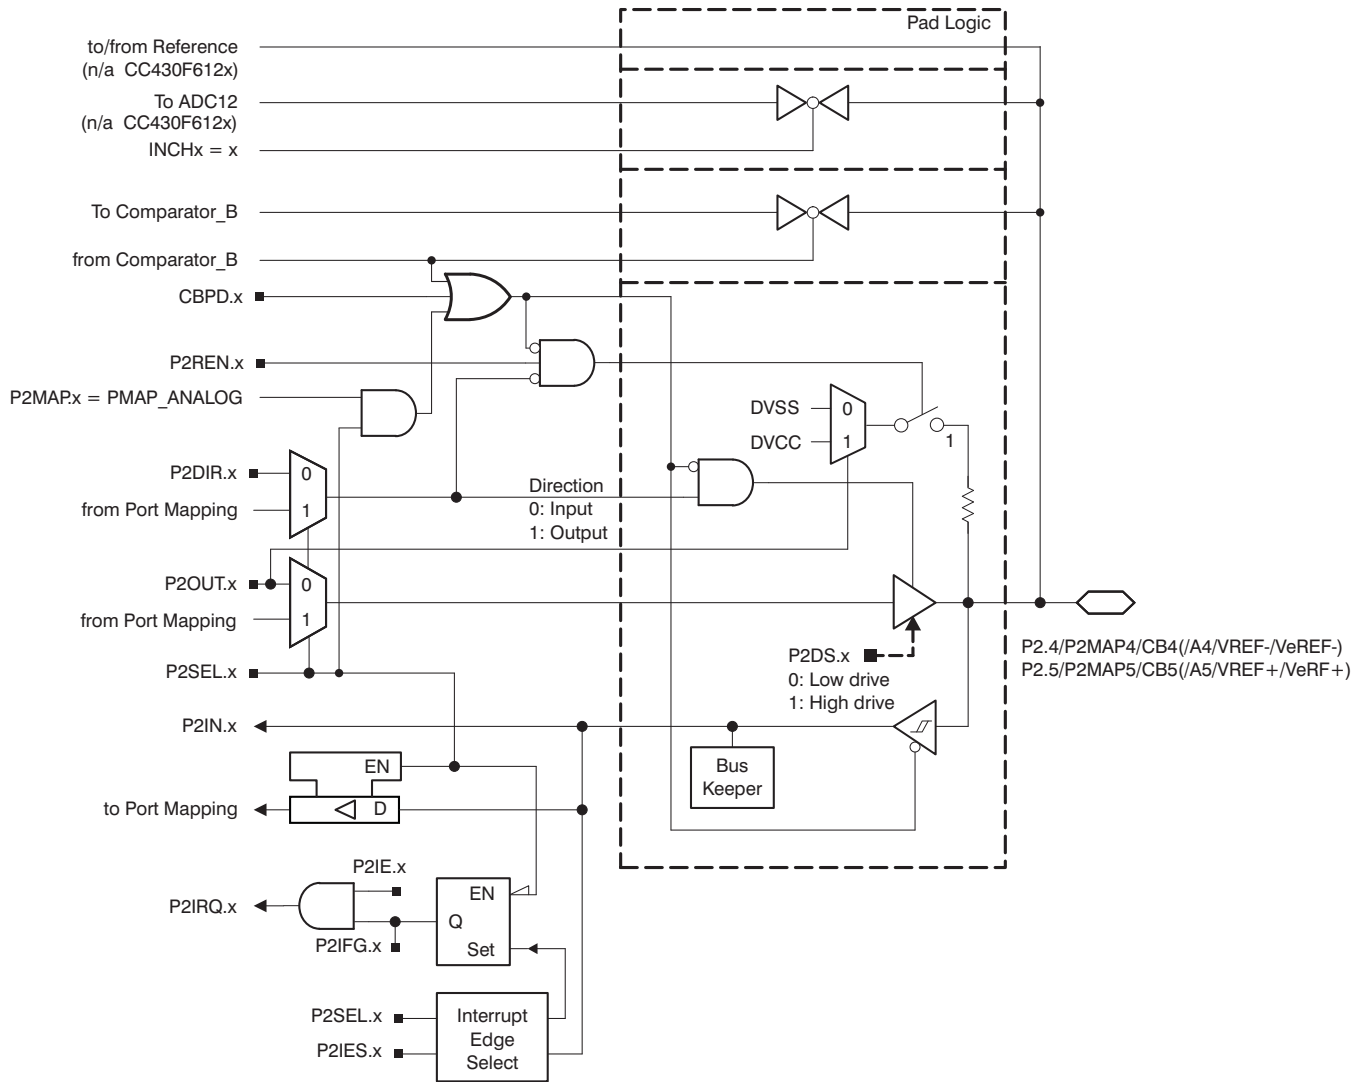 Pad Logic
to/from Reference
(n/a CC430F612x)
To ADC12
(n/a CC430F612x)
INCHx = x
To Comparator_B
from Comparator_B
CBPD.x
P2REN.x
P2MAP.x = PMAP_ANALOG
DVSS
0
DVCC
1
1
P2DIR.x
0
from Port Mapping
1
Direction
0: Input
1: Output
P2OUT.x
0
from Port Mapping
1
P2SEL.x
P2DS.x
0: Low drive
1: High drive
P2.4/P2MAP4/CB4(/A4/VREF-/VeREF-)
P2.5/P2MAP5/CB5(/A5/VREF+/VeRF+)
P2IN.x
Bus
Keeper
EN
to Port Mapping
D
P2IE.x
P2IRQ.x
EN
Q
P2IFG.x
Set
P2SEL.x
P2IES.x
Interrupt
Edge
Select